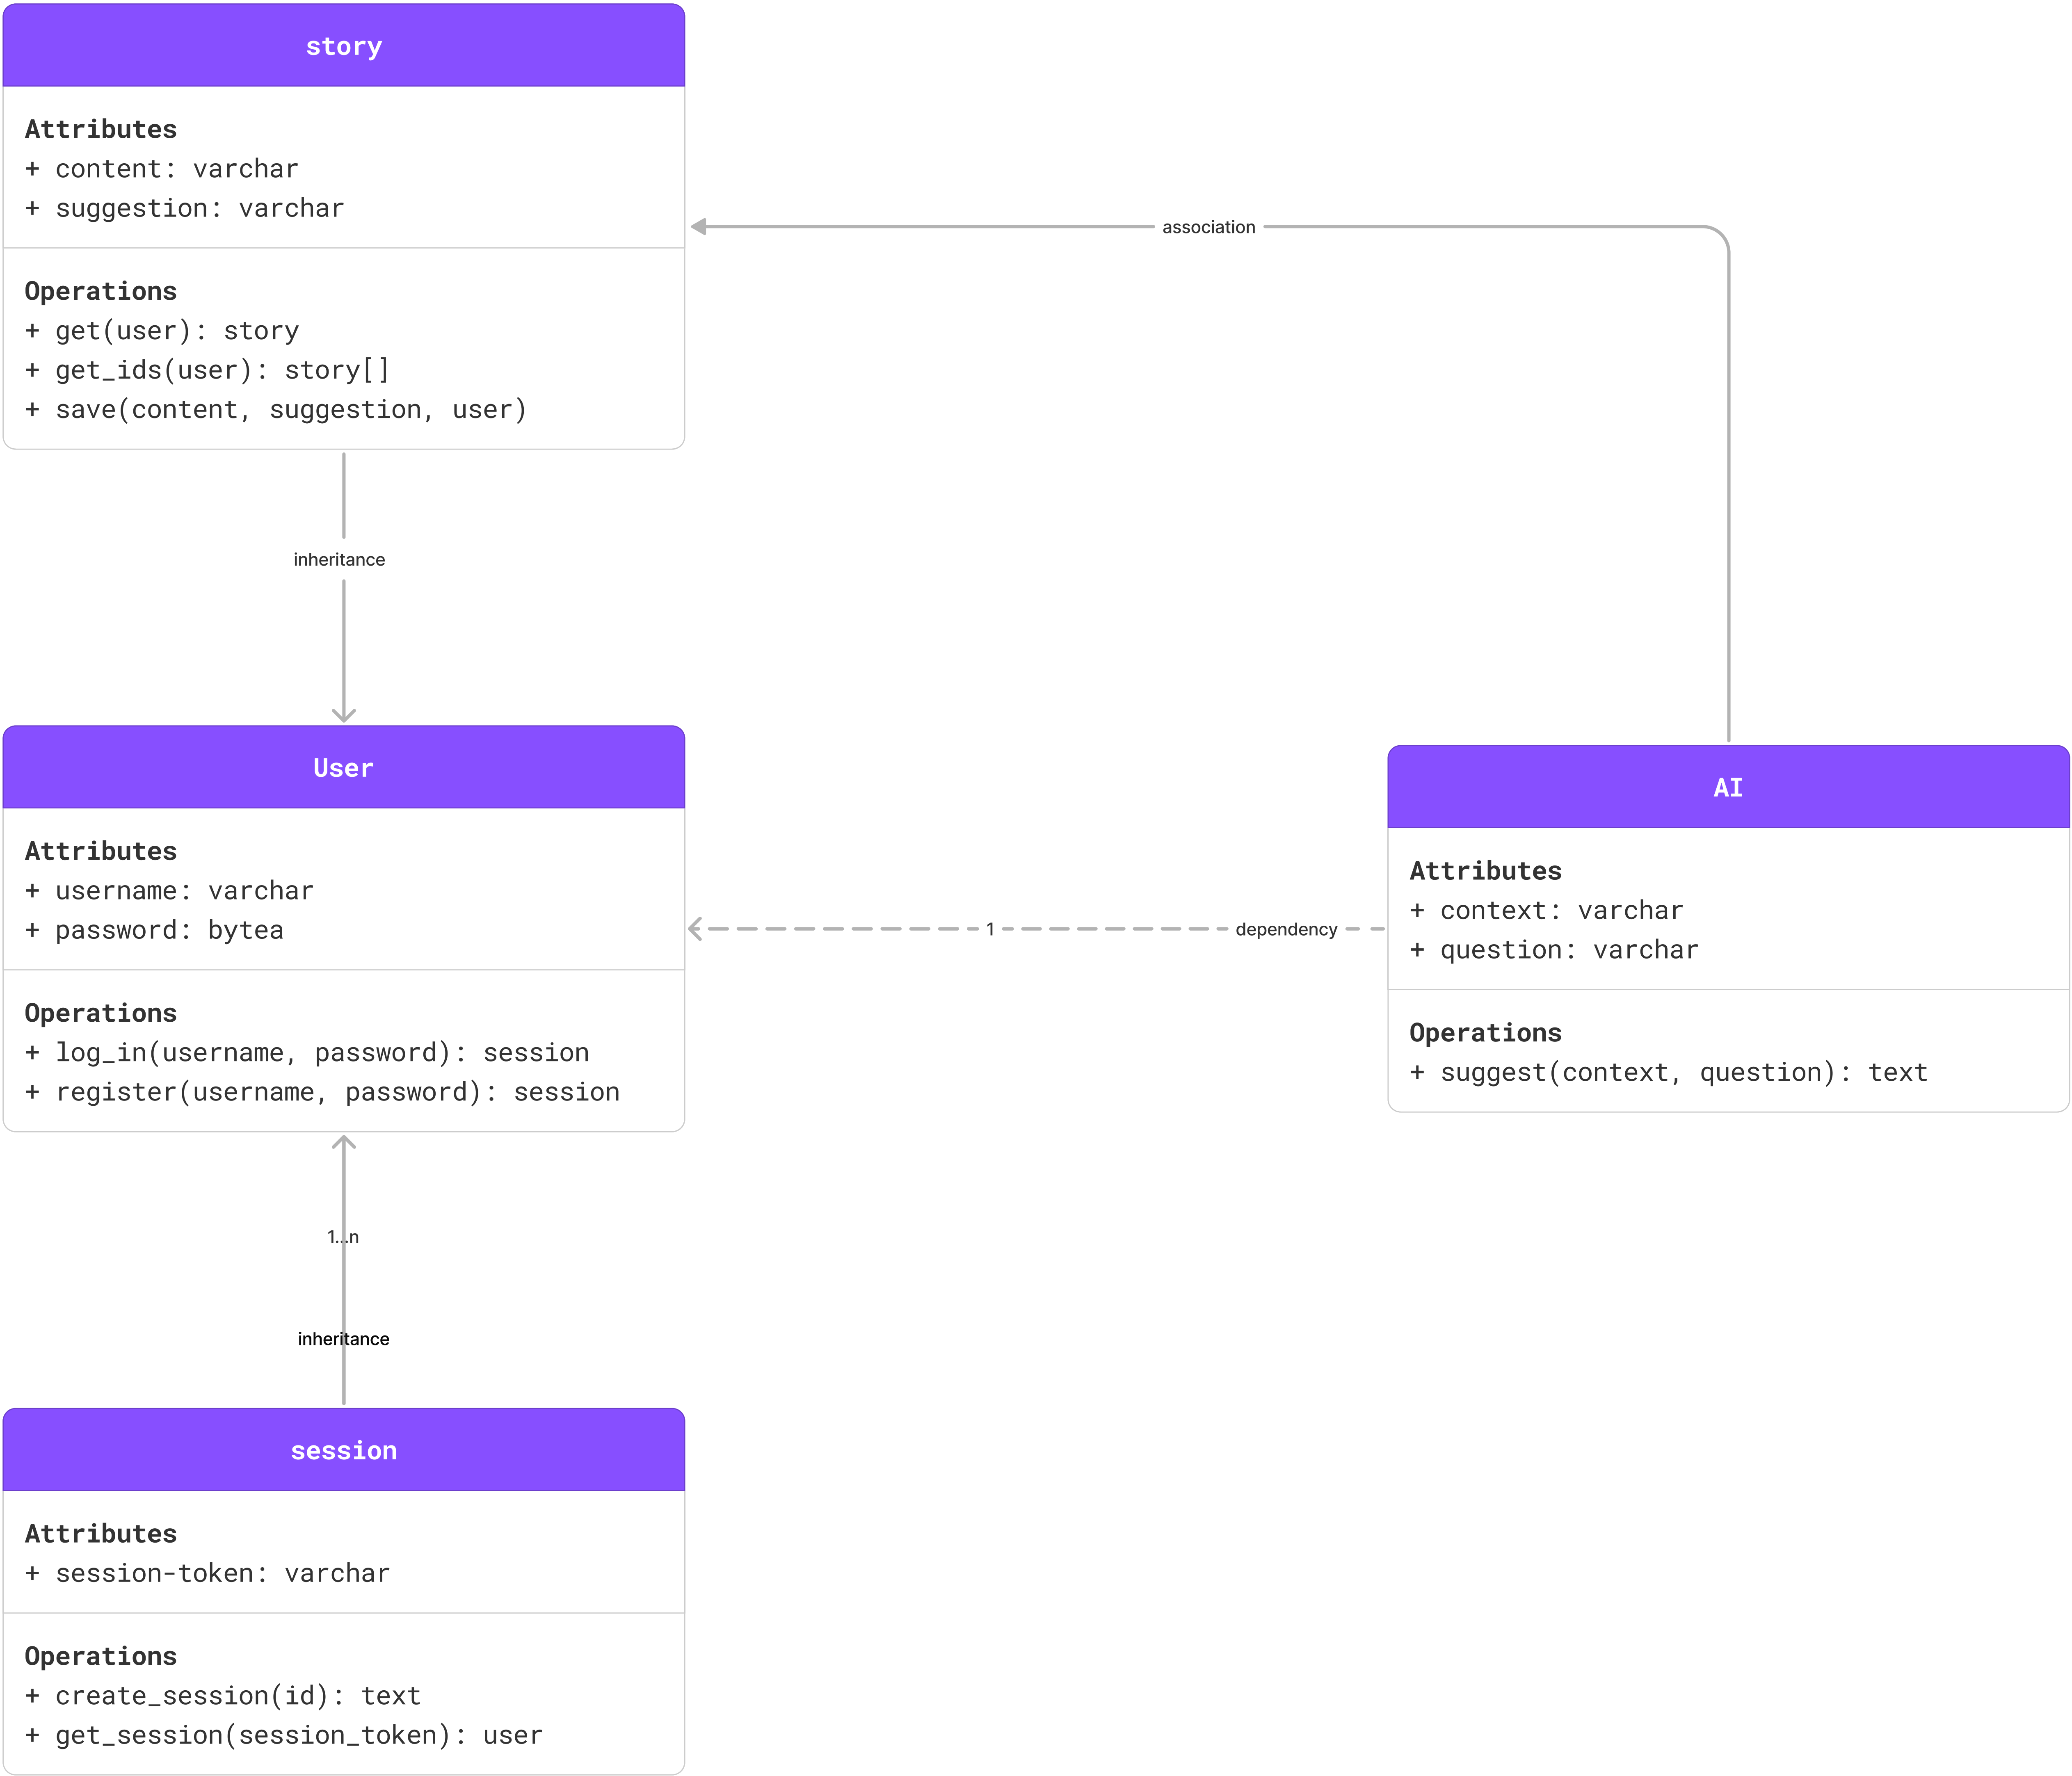 story
Attributes
+ content: varchar
+ suggestion: varchar
Operations
+ get(user): story
+ get_ids(user): story[]
+ save(content, suggestion, user)
association
inheritance
User
Attributes
+ username: varchar
+ password: bytea
Operations
+ log_in(username, password): session
+ register(username, password): session
1
dependency
AI
Attributes
+ context: varchar
+ question: varchar
Operations
+ suggest(context, question): text
1...n
inheritance
session
Attributes
+ session-token: varchar
Operations
+ create_session(id): text
+ get_session(session_token): user